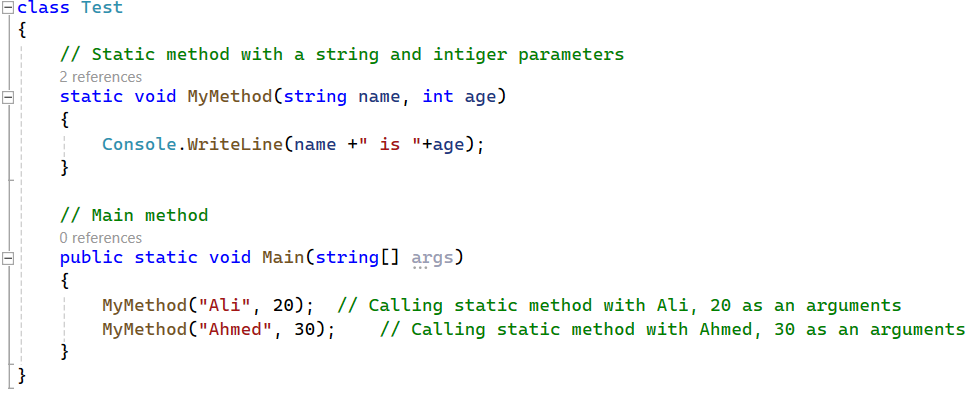 class Test
{
// Static method with a string and intiger parameters
2 references
static void MyMethod(string name, int age)
{
Console.WriteLine(name +" is "+age);
}
// Main method
0 references
public static void Main(string[] args)
{
MyMethod("Ali", 20);  // Calling static method with Ali, 20 as an arguments
MyMethod("Ahmed", 30);    // Calling static method with Ahmed, 30 as an arguments
}
}